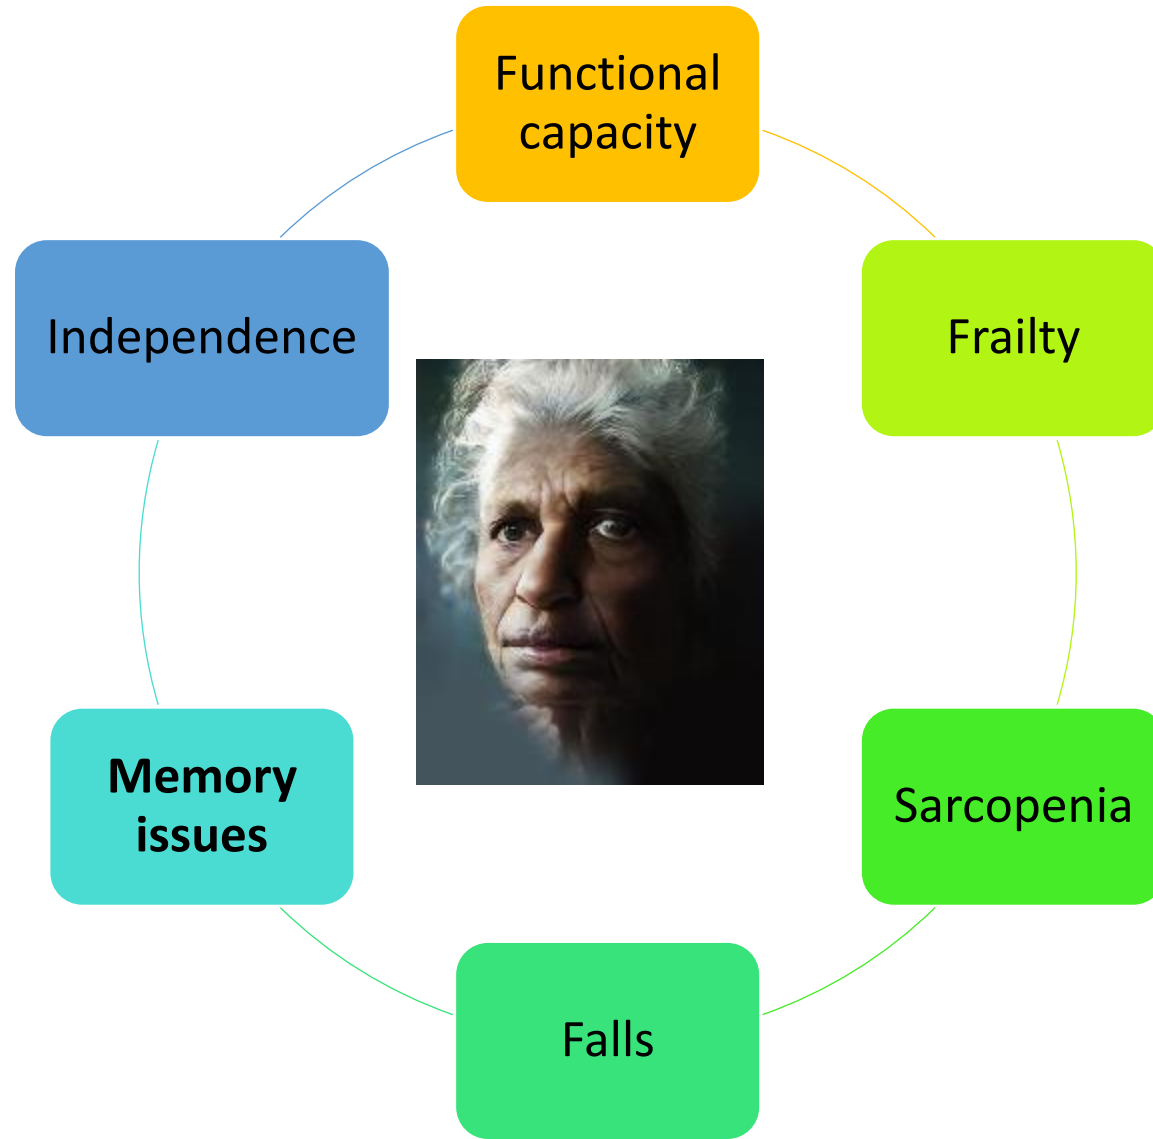 Functional
capacity
Frailty
Sarcopenia
Falls
Memory
issues
Independence